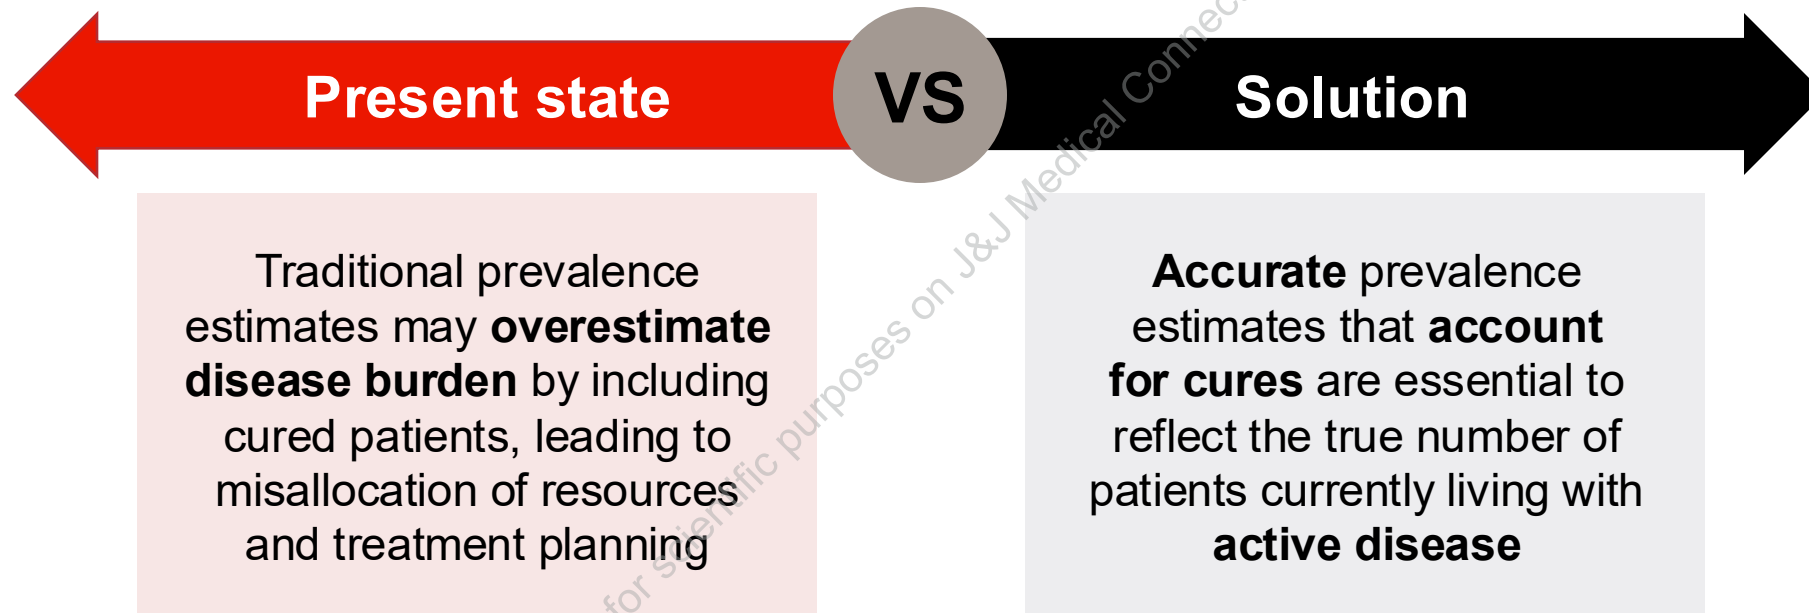 Present state
VS
Solution
Traditional prevalence
estimates may overestimate
disease burden by including
cured patients, leading to
misallocation of resources
and treatment planning
Accurate prevalence
estimates that account
for cures are essential to
reflect the true number of
patients currently living with
active disease
for scientific purposes on J&J Medical Connec